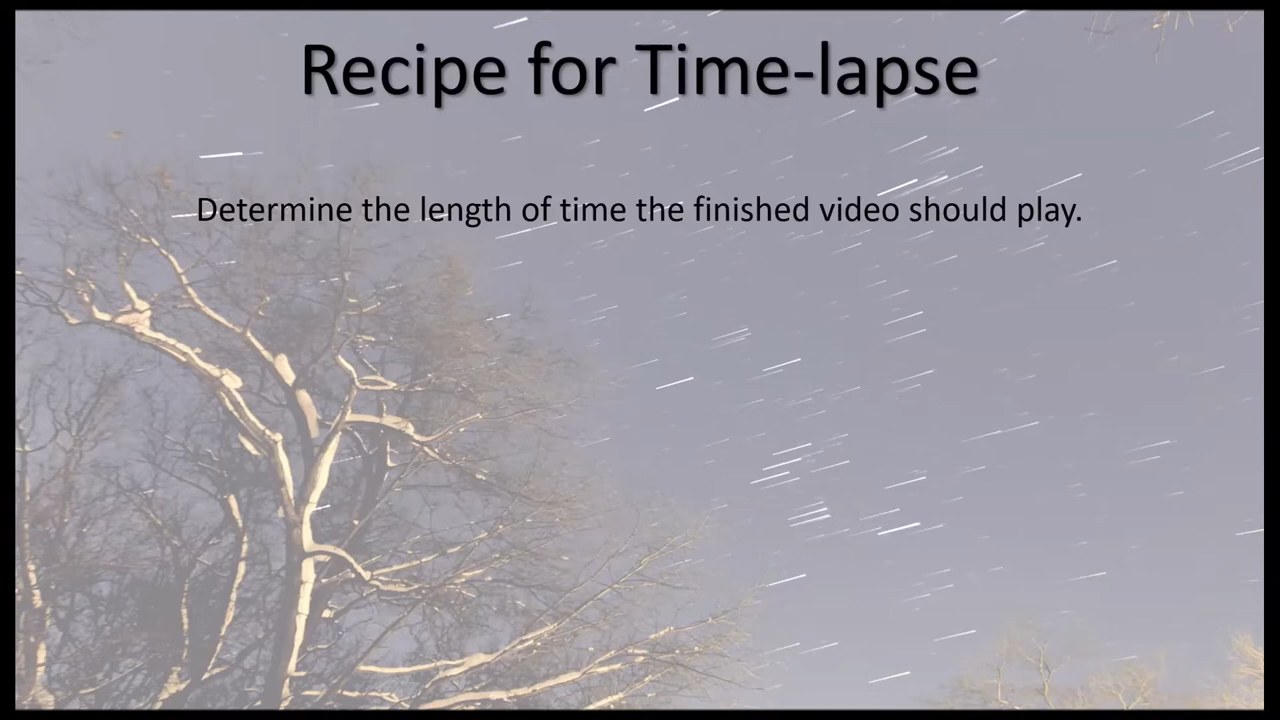 Recipe for Time-lapse
Determine the length of time the finished video should play.